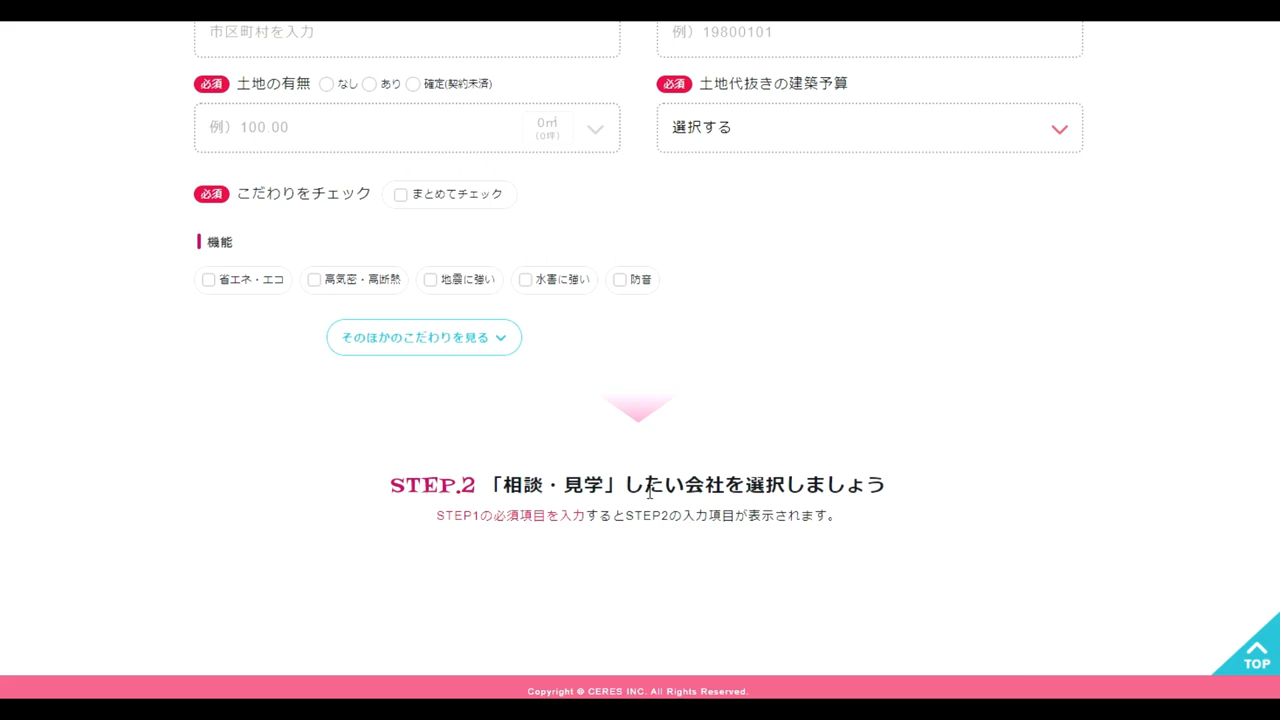 市区町村を入力
例）19800101
必須 土地の有無 なし あり 確定(契約未済)
必須 土地代抜きの建築予算
例）100.00
0㎡
(0坪)
選択する
必須 こだわりをチェック まとめてチェック
機能
省エネ・エコ 高気密・高断熱 地震に強い 水害に強い 防音
そのほかのこだわりを見る
STEP.2 「相談・見学」したい会社を選択しましょう
STEP1の必須項目を入力するとSTEP2の入力項目が表示されます。
TOP
Copyright © CERES INC. All Rights Reserved.